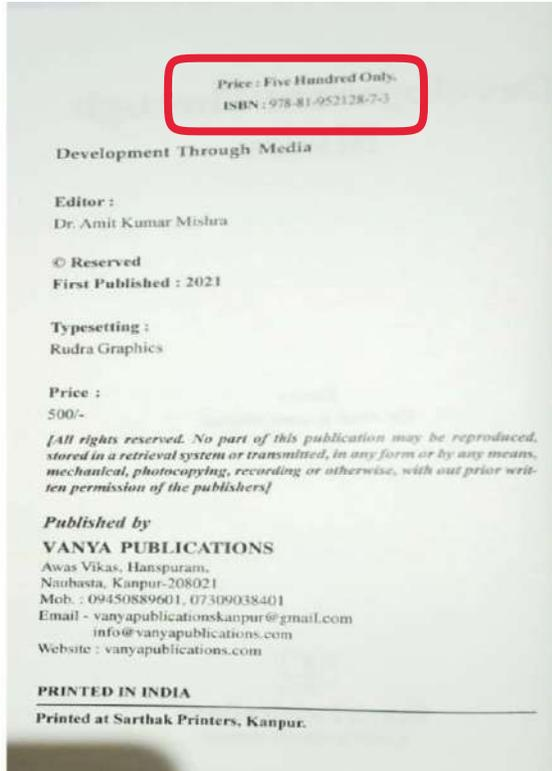 Price : Five Hundred Only.
ISBN : 978-81-952128-7-3
Development Through Media
Editor :
Dr. Amit Kumar Mishra
© Reserved
First Published : 2021
Typesetting :
Rudra Graphics
Price :
500/-
[All rights reserved. No part of this publication may be reproduced,
stored in a retrieval system or transmitted, in any form or by any means,
mechanical, photocopying, recording or otherwise, with out prior writ-
ten permission of the publishers]
Published by
VANYA PUBLICATIONS
Awas Vikas, Hanspuram,
Naubasta, Kanpur-208021
Mob. : 09450889601, 07309038401
Email - vanyapublicationskanpur@gmail.com
info@vanyapublications.com
Website : vanyapublications.com
PRINTED IN INDIA
Printed at Sarthak Printers, Kanpur.